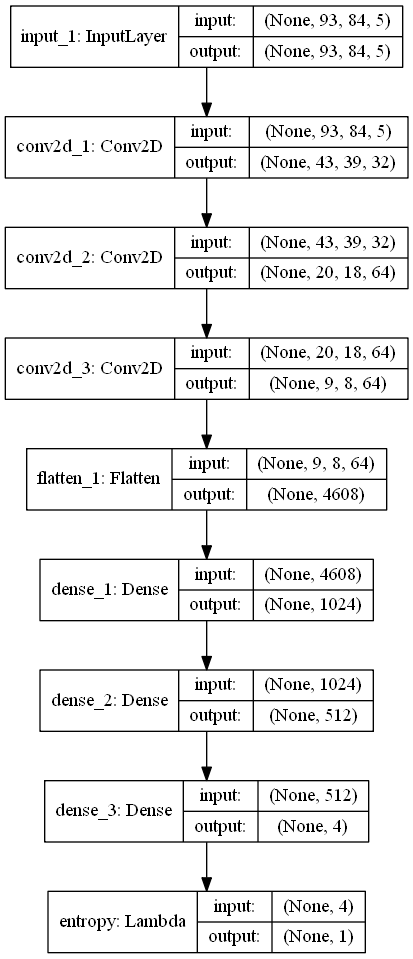 input_1: InputLayer
input: (None, 93, 84, 5)
output: (None, 93, 84, 5)
conv2d_1: Conv2D
input: (None, 93, 84, 5)
output: (None, 43, 39, 32)
conv2d_2: Conv2D
input: (None, 43, 39, 32)
output: (None, 20, 18, 64)
conv2d_3: Conv2D
input: (None, 20, 18, 64)
output: (None, 9, 8, 64)
flatten_1: Flatten
input: (None, 9, 8, 64)
output: (None, 4608)
dense_1: Dense
input: (None, 4608)
output: (None, 1024)
dense_2: Dense
input: (None, 1024)
output: (None, 512)
dense_3: Dense
input: (None, 512)
output: (None, 4)
entropy: Lambda
input: (None, 4)
output: (None, 1)